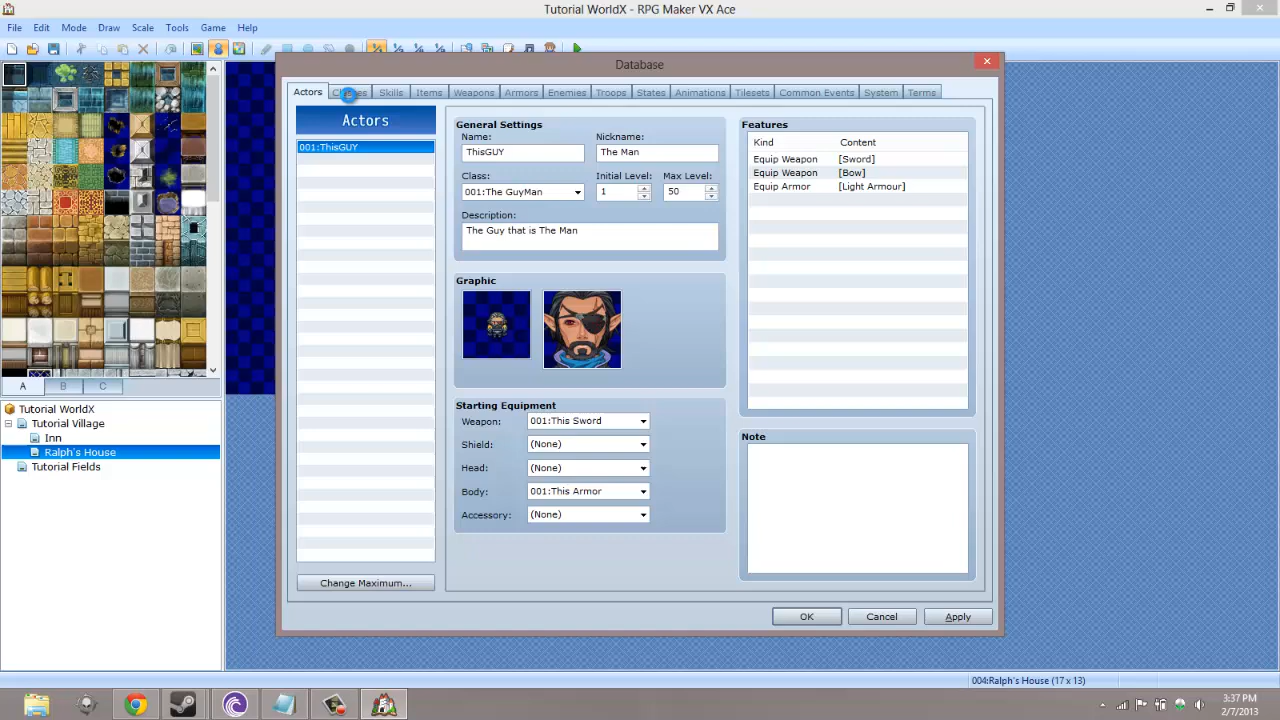 Tutorial WorldX - RPG Maker VX Ace
File Edit Mode Draw Scale Tools Game Help
Database
Actors Skills Items Weapons Armors Enemies Troops States Animations Tilesets Common Events System Terms
Actors
001:ThisGUY
Change Maximum...
General Settings
Name: Nickname:
ThisGUY The Man
Class: Initial Level: Max Level:
001:The GuyMan 1 50
Description:
The Guy that is The Man
Graphic
Starting Equipment
Weapon: 001:This Sword
Shield: (None)
Head: (None)
Body: 001:This Armor
Accessory: (None)
Features
Kind Content
Equip Weapon [Sword]
Equip Weapon [Bow]
Equip Armor [Light Armour]
Note
OK Cancel Apply
A B C
Tutorial WorldX
Tutorial Village
Inn
Ralph's House
Tutorial Fields
004:Ralph's House (17 x 13)
3:37 PM
2/7/2013